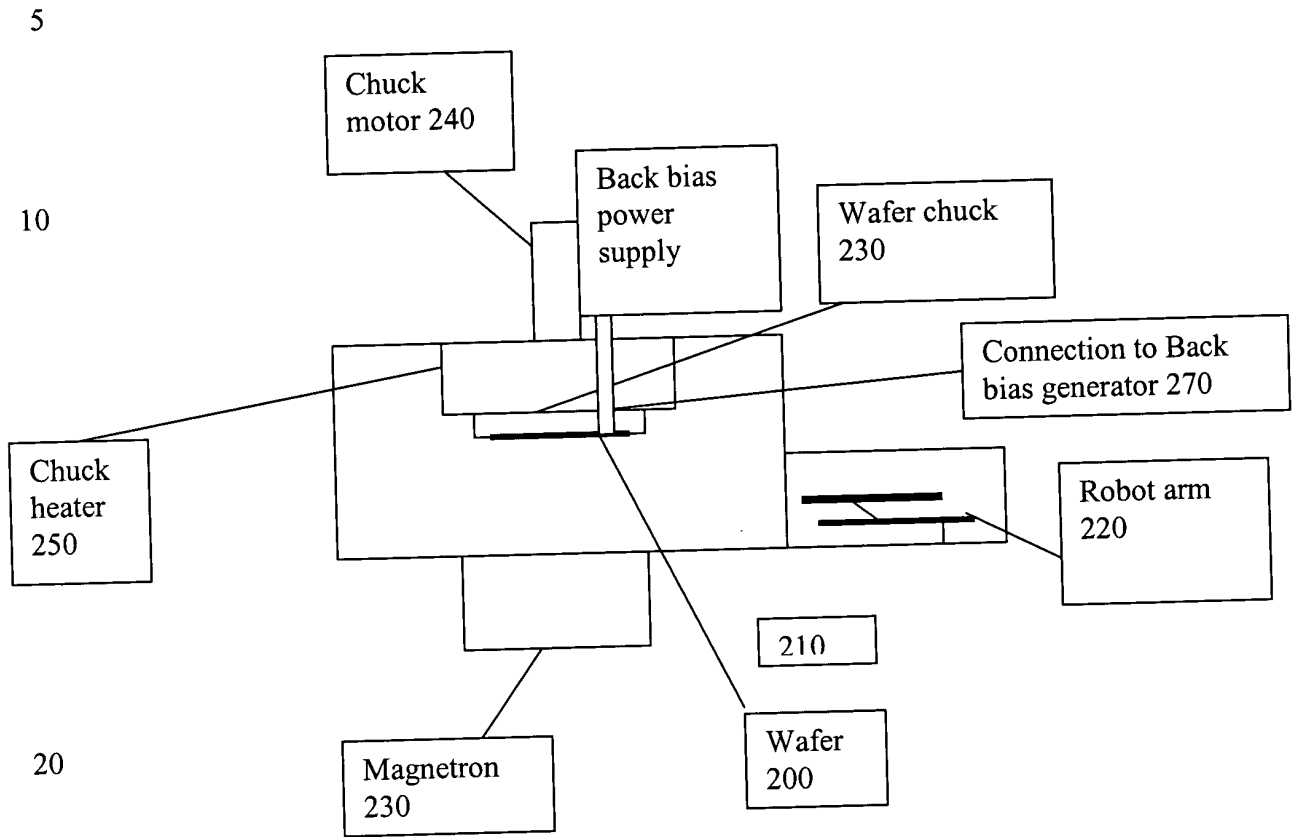 5
Chuck
motor 240
Back bias
power
supply
10
Wafer chuck
230
Connection to Back
bias generator 270
Chuck
heater
250
Robot arm
220
210
Wafer
200
20
Magnetron
230